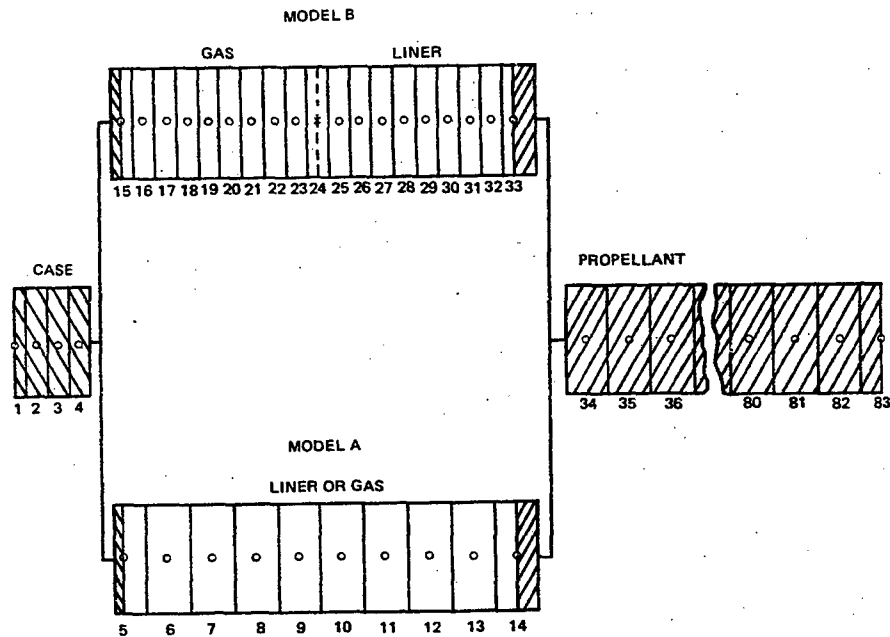 MODEL B
GAS LINER
15 16 17 18 19 20 21 22 23 24 25 26 27 28 29 30 31 32 33
CASE
PROPELLANT
1 2 3 4
34 35 36 80 81 82 83
MODEL A
LINER OR GAS
5 6 7 8 9 10 11 12 13 14